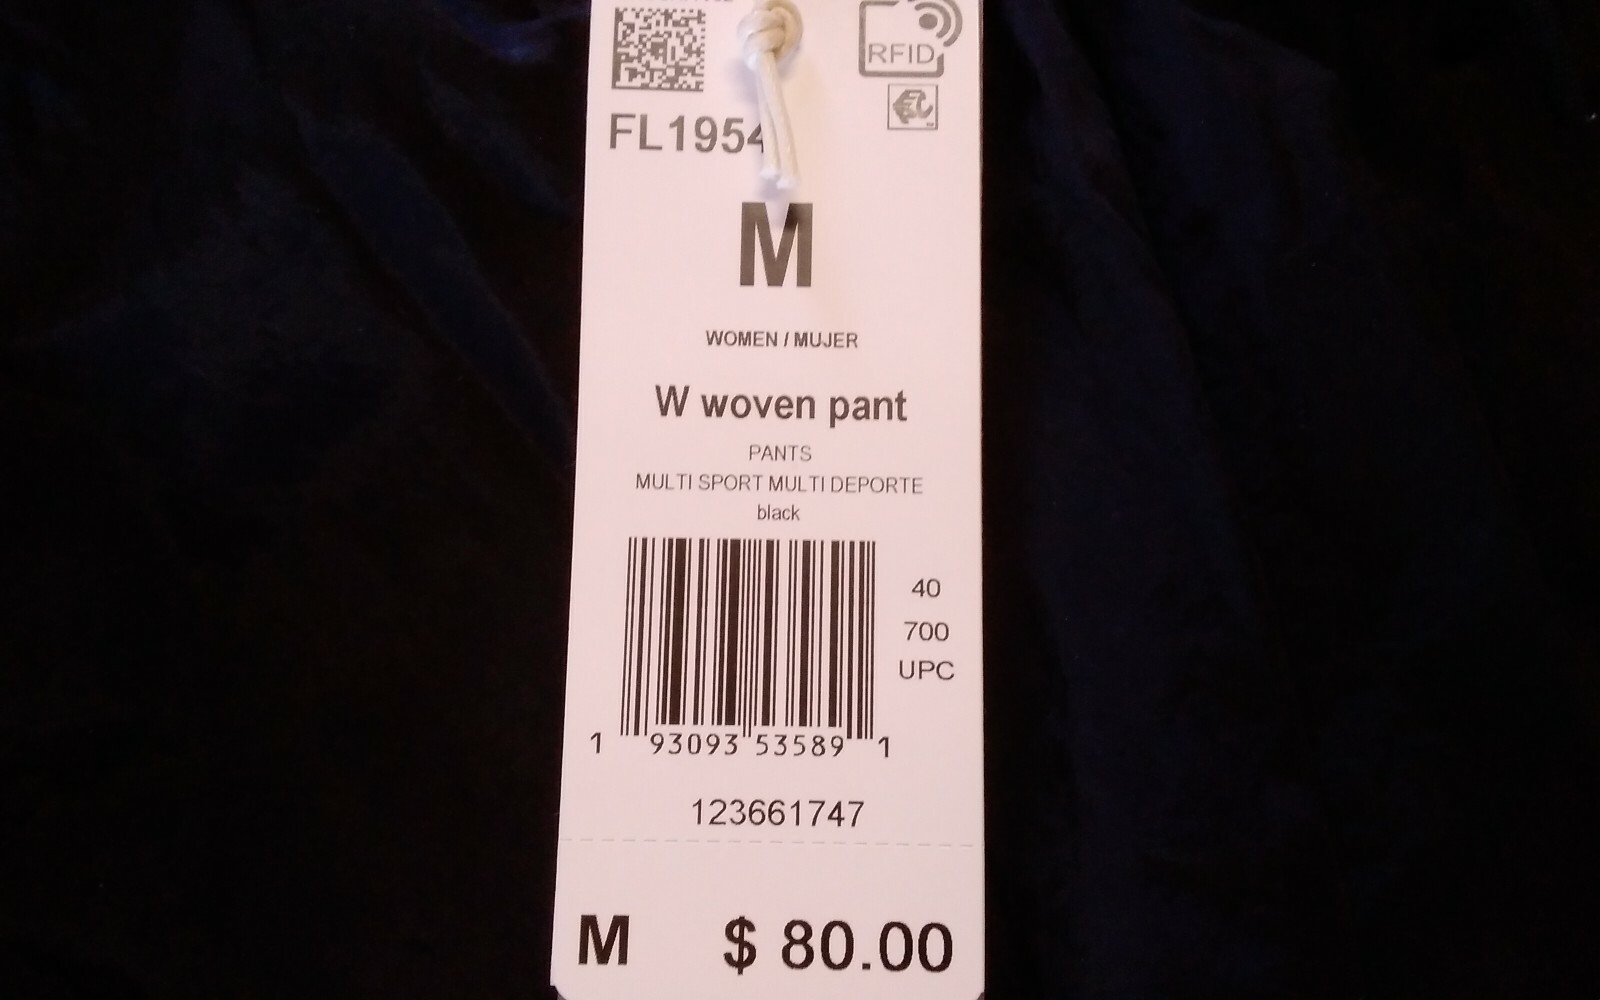 RFID
FL1954
M
WOMEN / MUJER
W woven pant
PANTS
MULTI SPORT MULTI DEPORTE
black
40
700
UPC
1 93093 53589 1
123661747
M $ 80.00